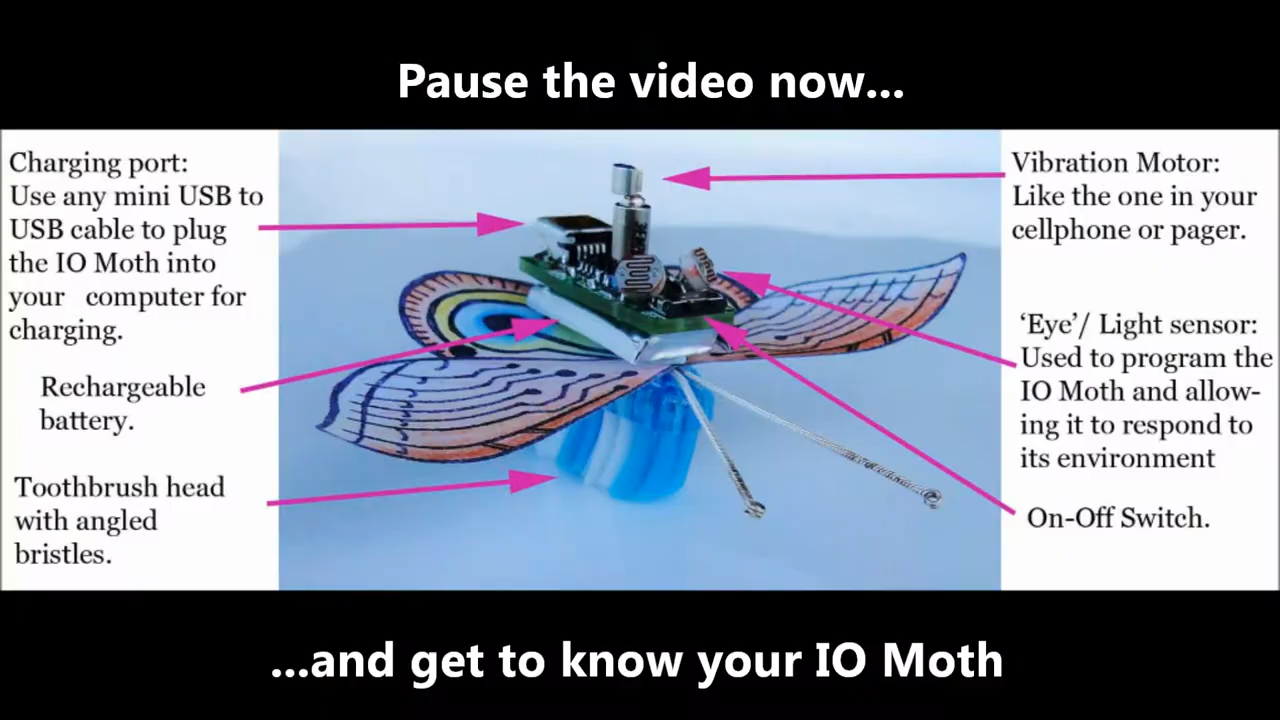 Pause the video now...
Charging port:
Use any mini USB to
USB cable to plug
the IO Moth into
your computer for
charging.
Rechargeable
battery.
Toothbrush head
with angled
bristles.
Vibration Motor:
Like the one in your
cellphone or pager.
‘Eye’/ Light sensor:
Used to program the
IO Moth and allow-
ing it to respond to
its environment
On-Off Switch.
...and get to know your IO Moth